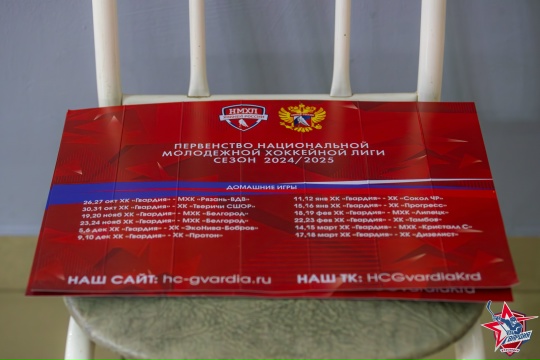 НМХЛ
ПЕРВЕНСТВО НАЦИОНАЛЬНОЙ
МОЛОДЕЖНОЙ ХОККЕЙНОЙ ЛИГИ
СЕЗОН 2024/2025
ДОМАШНИЕ ИГРЫ
26,27 окт ХК «Гвардия» - МХК «Рязань-ВДВ»
30,31 окт ХК «Гвардия» - ХК «Тверичи СШОР»
19,20 нояб ХК «Гвардия» - МХК «Белгород»
23,24 нояб ХК «Гвардия» - МХК «Белгород»
5,6 дек ХК «Гвардия» - ХК «ЭкоНива-Бобров»
9,10 дек ХК «Гвардия» - ХК «Протон»
11,12 янв ХК «Гвардия» - ХК «Сокол ЧР»
15,16 янв ХК «Гвардия» - ХК «Прогресс»
18,19 фев ХК «Гвардия» - МХК «Липецк»
22,23 фев ХК «Гвардия» - ХК «Тамбов»
14,15 март ХК «Гвардия» - МХК «Кристалл С»
17,18 март ХК «Гвардия» - ХК «Дизелист»
НАШ САЙТ: hc-gvardia.ru
НАШ ТК: HCGvardiaKrd
HCGvardiaKrd
ГВАРДИЯ